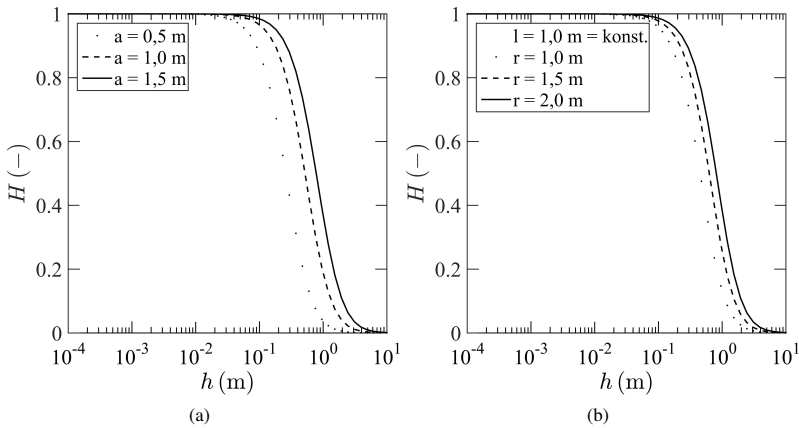 1
0.8
0.6
0.4
0.2
0
H (−)
a = 0,5 m
a = 1,0 m
a = 1,5 m
10^-4 10^-3 10^-2 10^-1 10^0 10^1
h (m)
(a)
1
0.8
0.6
0.4
0.2
0
H (−)
l = 1,0 m = konst.
r = 1,0 m
r = 1,5 m
r = 2,0 m
10^-4 10^-3 10^-2 10^-1 10^0 10^1
h (m)
(b)